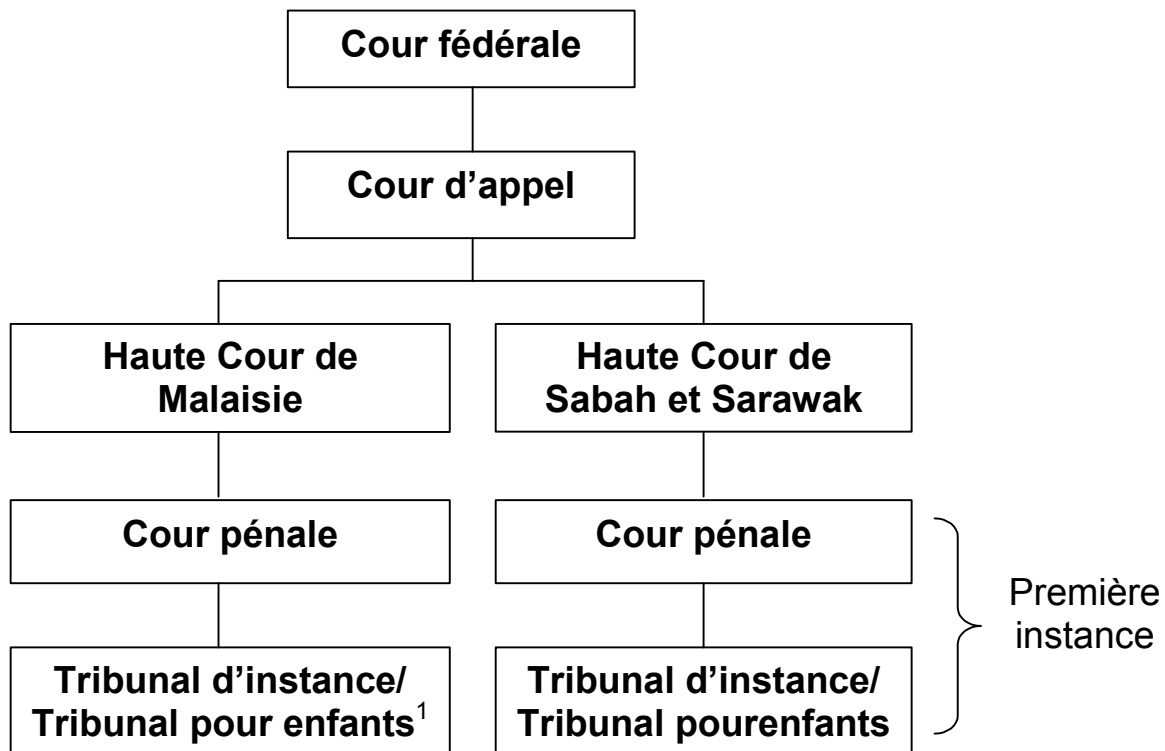 Cour fédérale
Cour d’appel
Haute Cour de
Malaisie
Haute Cour de
Sabah et Sarawak
Cour pénale
Cour pénale
Première
instance
Tribunal d’instance/
Tribunal pour enfants¹
Tribunal d’instance/
Tribunal pourenfants